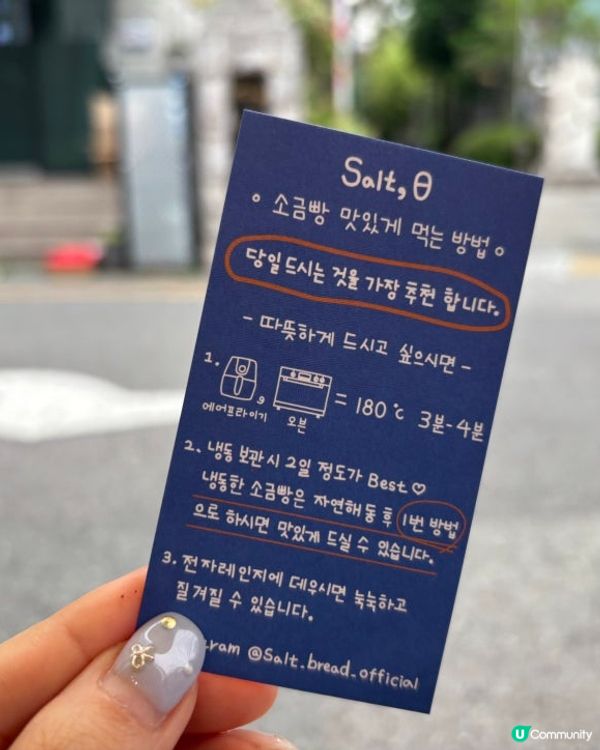 Salt, θ
소금빵 맛있게 먹는 방법
당일 드시는 것을 가장 추천 합니다.
- 따뜻하게 드시고 싶으시면 -
1. 에어프라이기, 오븐 = 180℃ 3분-4분
2. 냉동 보관 시 2일 정도가 Best ♡
냉동한 소금빵은 자연해동 후 1번 방법
으로 하시면 맛있게 드실 수 있습니다.
3. 전자레인지에 데우시면 눅눅하고
질겨질 수 있습니다.
ram @Salt.bread.official
U Community